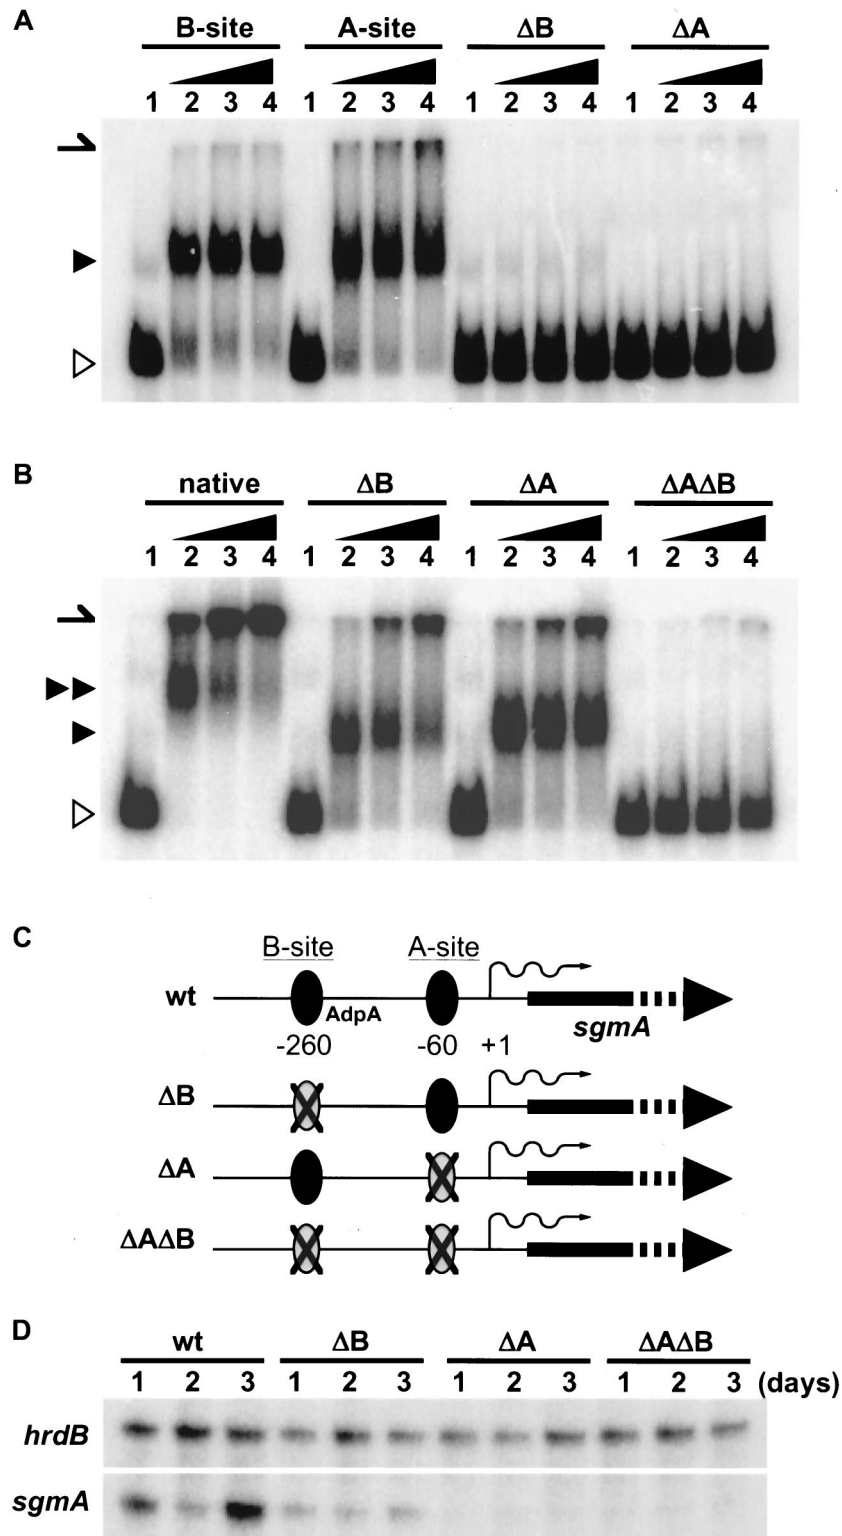 A
B-site A-site ΔB ΔA
1 2 3 4 1 2 3 4 1 2 3 4 1 2 3 4
B
native ΔB ΔA ΔAΔB
1 2 3 4 1 2 3 4 1 2 3 4 1 2 3 4
C
B-site A-site
wt
AdpA
sgmA
-260 -60 +1
ΔB
ΔA
ΔAΔB
D
wt ΔB ΔA ΔAΔB
1 2 3 1 2 3 1 2 3 1 2 3 (days)
hrdB
sgmA